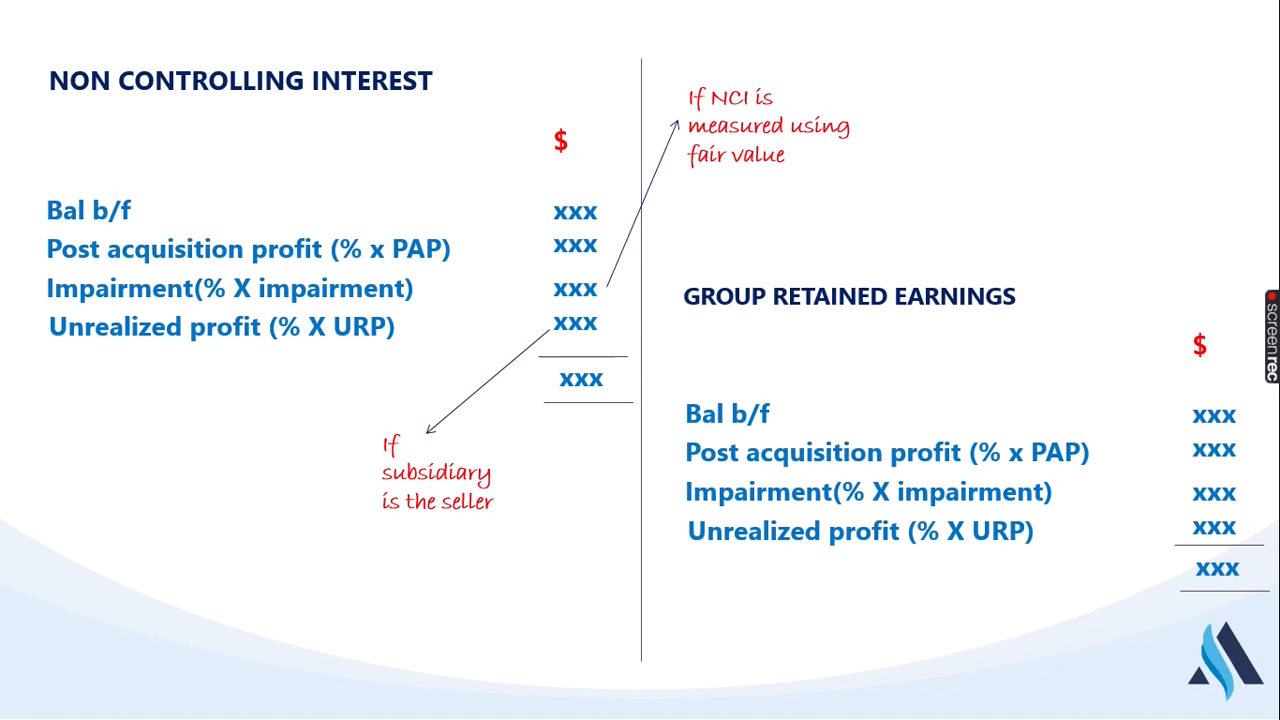 NON CONTROLLING INTEREST
$
Bal b/f xxx
Post acquisition profit (% x PAP) xxx
Impairment(% X impairment) xxx
Unrealized profit (% X URP) xxx
xxx
If
subsidiary
is the seller
If NCI is
measured using
fair value
GROUP RETAINED EARNINGS
$
Bal b/f xxx
Post acquisition profit (% x PAP) xxx
Impairment(% X impairment) xxx
Unrealized profit (% X URP) xxx
xxx
screenrec